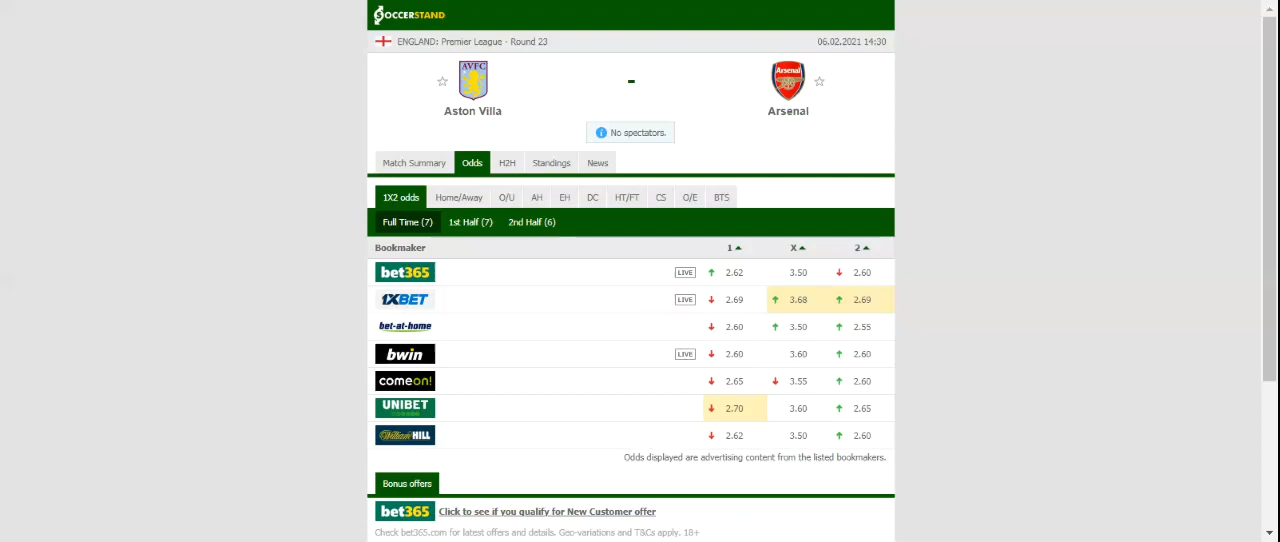 SOCCERSTAND
ENGLAND: Premier League - Round 23 06.02.2021 14:30
AVFC Arsenal
-
Aston Villa Arsenal
i No spectators.
Match Summary Odds H2H Standings News
1X2 odds Home/Away O/U AH EH DC HT/FT CS O/E BTS
Full Time (7) 1st Half (7) 2nd Half (6)
Bookmaker 1 X 2
bet365 LIVE 2.62 3.50 2.60
1XBET LIVE 2.69 3.68 2.69
bet-at-home 2.60 3.50 2.55
bwin LIVE 2.60 3.60 2.60
comeon! 2.65 3.55 2.60
UNIBET 2.70 3.60 2.65
William HILL 2.62 3.50 2.60
Odds displayed are advertising content from the listed bookmakers.
Bonus offers
bet365 Click to see if you qualify for New Customer offer
Check bet365.com for latest offers and details. Geo-variations and T&Cs apply. 18+